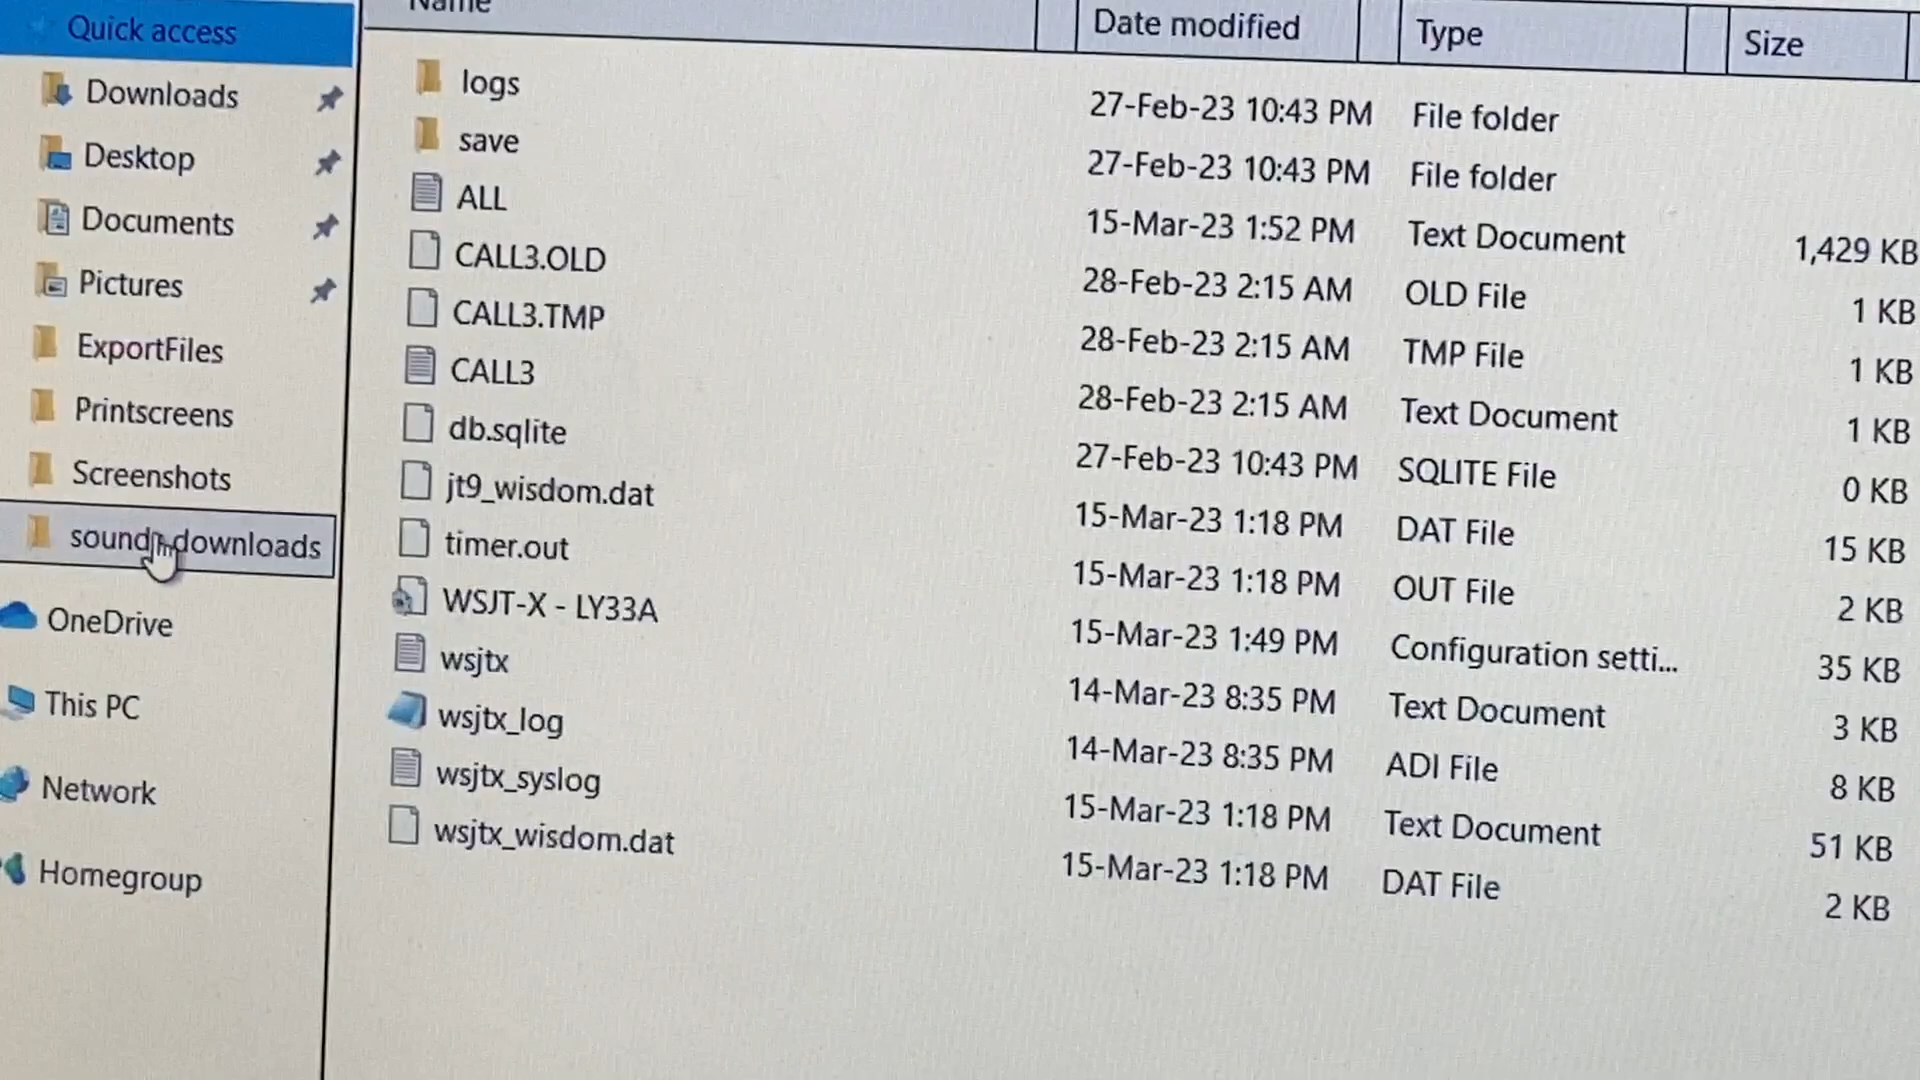 Name Date modified Type Size
Quick access
Downloads
Desktop
Documents
Pictures
ExportFiles
Printscreens
Screenshots
sound downloads
OneDrive
This PC
Network
Homegroup
logs 27-Feb-23 10:43 PM File folder
save 27-Feb-23 10:43 PM File folder
ALL 15-Mar-23 1:52 PM Text Document 1,429 KB
CALL3.OLD 28-Feb-23 2:15 AM OLD File 1 KB
CALL3.TMP 28-Feb-23 2:15 AM TMP File 1 KB
CALL3 28-Feb-23 2:15 AM Text Document 1 KB
db.sqlite 27-Feb-23 10:43 PM SQLITE File 0 KB
jt9_wisdom.dat 15-Mar-23 1:18 PM DAT File 15 KB
timer.out 15-Mar-23 1:18 PM OUT File 2 KB
WSJT-X - LY33A 15-Mar-23 1:49 PM Configuration setti... 35 KB
wsjtx 14-Mar-23 8:35 PM Text Document 3 KB
wsjtx_log 14-Mar-23 8:35 PM ADI File 8 KB
wsjtx_syslog 15-Mar-23 1:18 PM Text Document 51 KB
wsjtx_wisdom.dat 15-Mar-23 1:18 PM DAT File 2 KB